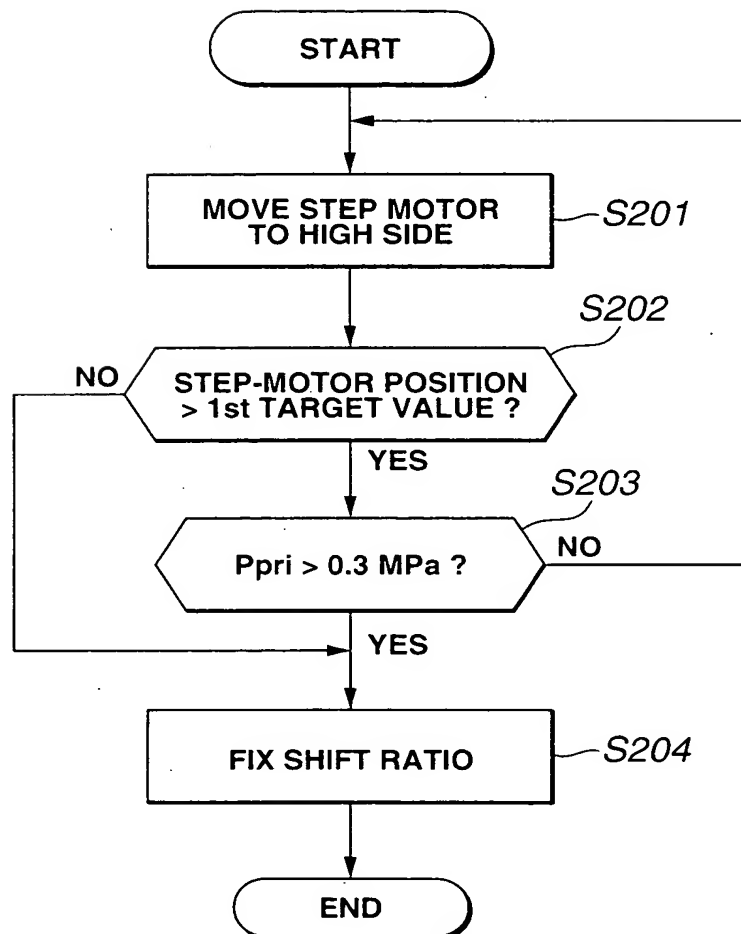 START
MOVE STEP MOTOR
TO HIGH SIDE
S201
S202
NO
STEP-MOTOR POSITION
> 1st TARGET VALUE ?
YES
S203
Ppri > 0.3 MPa ?
NO
YES
FIX SHIFT RATIO
S204
END